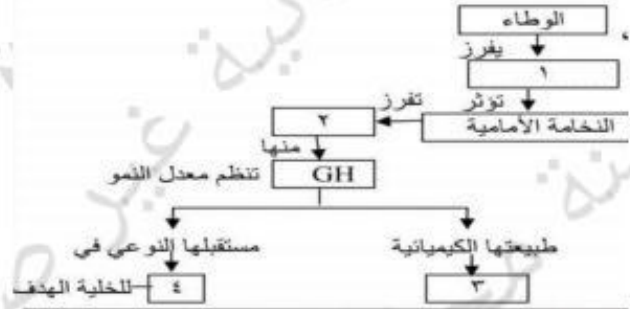 الوطاء
يفرز
١
تؤثر
النخامة الأمامية
تفرز
٢
منها
GH
تنظم معدل النمو
طبيعتها الكيميائية
٣
مستقبلها النوعي في
٤
للخلية الهدف